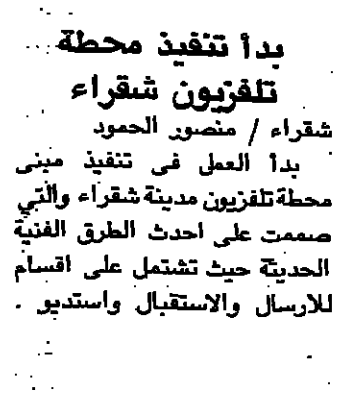 بدأ تنفيذ محطة
تلفزيون شقراء
شقراء / منصور الحمود
بدأ العمل فى تنفيذ مبنى
محطة تلفزيون مدينة شقراء والتي
صممت على احدث الطرق الفنية
الحديثة حيث تشتمل على اقسام
للارسال والاستقبال واستديو .